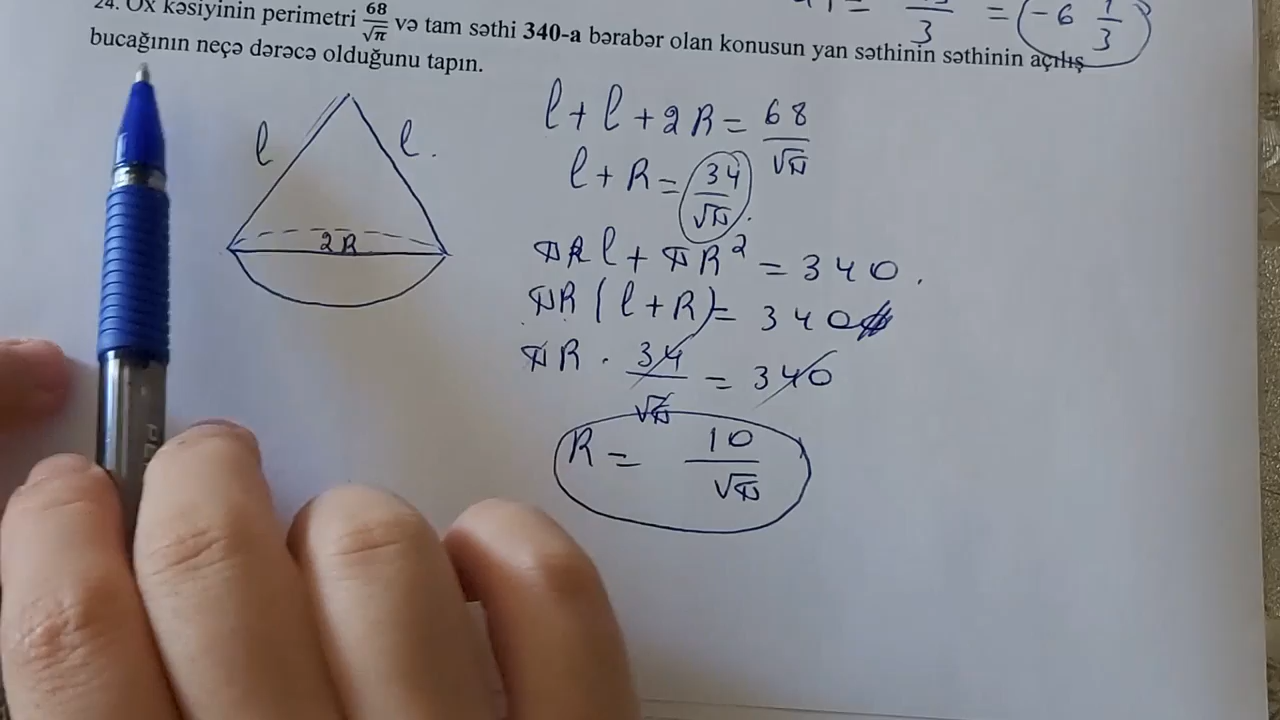 24. Ox kəsiyinin perimetri 68/√π və tam səthi 340-a bərabər olan konusun yan səthinin səthinin açılış
bucağının neçə dərəcə olduğunu tapın.
3 = -6 1/3
l l.
2R
l + l + 2R = 68/√π
l + R = 34/√π.
πRl + πR² = 340.
πR(l + R) = 340
πR · 34/√π = 340
R = 10/√π